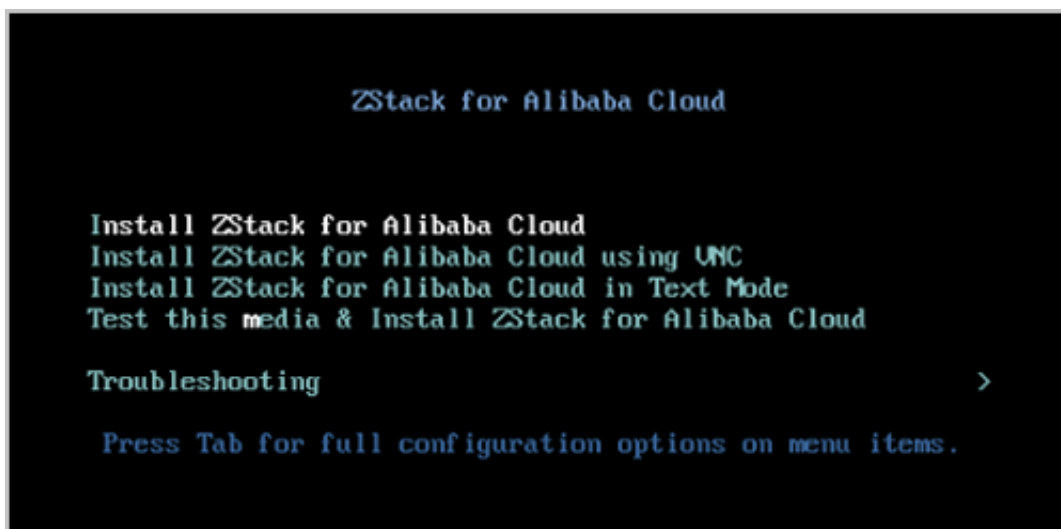 ZStack for Alibaba Cloud
Install ZStack for Alibaba Cloud
Install ZStack for Alibaba Cloud using VNC
Install ZStack for Alibaba Cloud in Text Mode
Test this media & Install ZStack for Alibaba Cloud
Troubleshooting >
Press Tab for full configuration options on menu items.